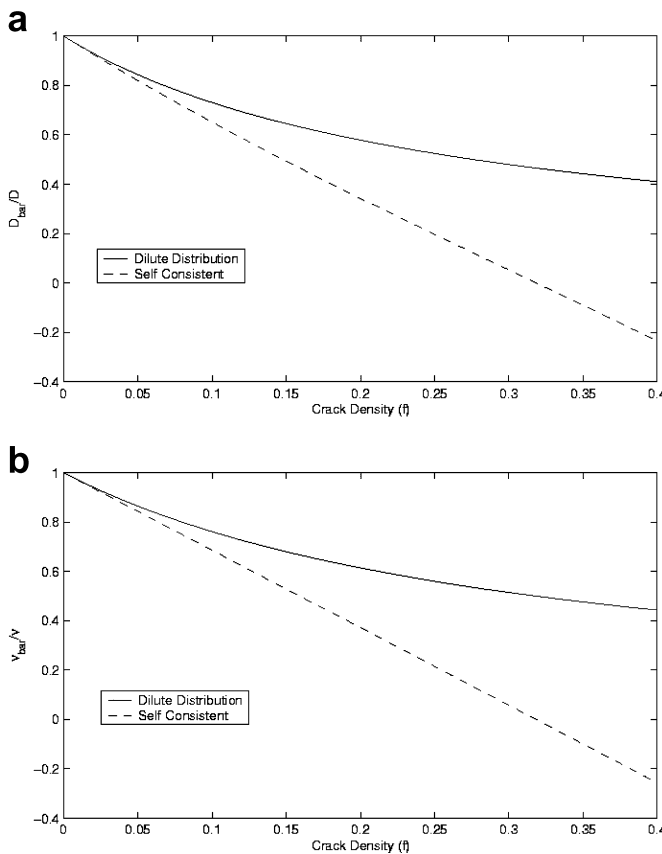 a
1
0.8
0.6
0.4
0.2
0
−0.2
−0.4
D_bar/D
Dilute Distribution
Self Consistent
0 0.05 0.1 0.15 0.2 0.25 0.3 0.35 0.4
Crack Density (f)
b
1
0.8
0.6
0.4
0.2
0
−0.2
−0.4
ν_bar/ν
Dilute Distribution
Self Consistent
0 0.05 0.1 0.15 0.2 0.25 0.3 0.35 0.4
Crack Density (f)